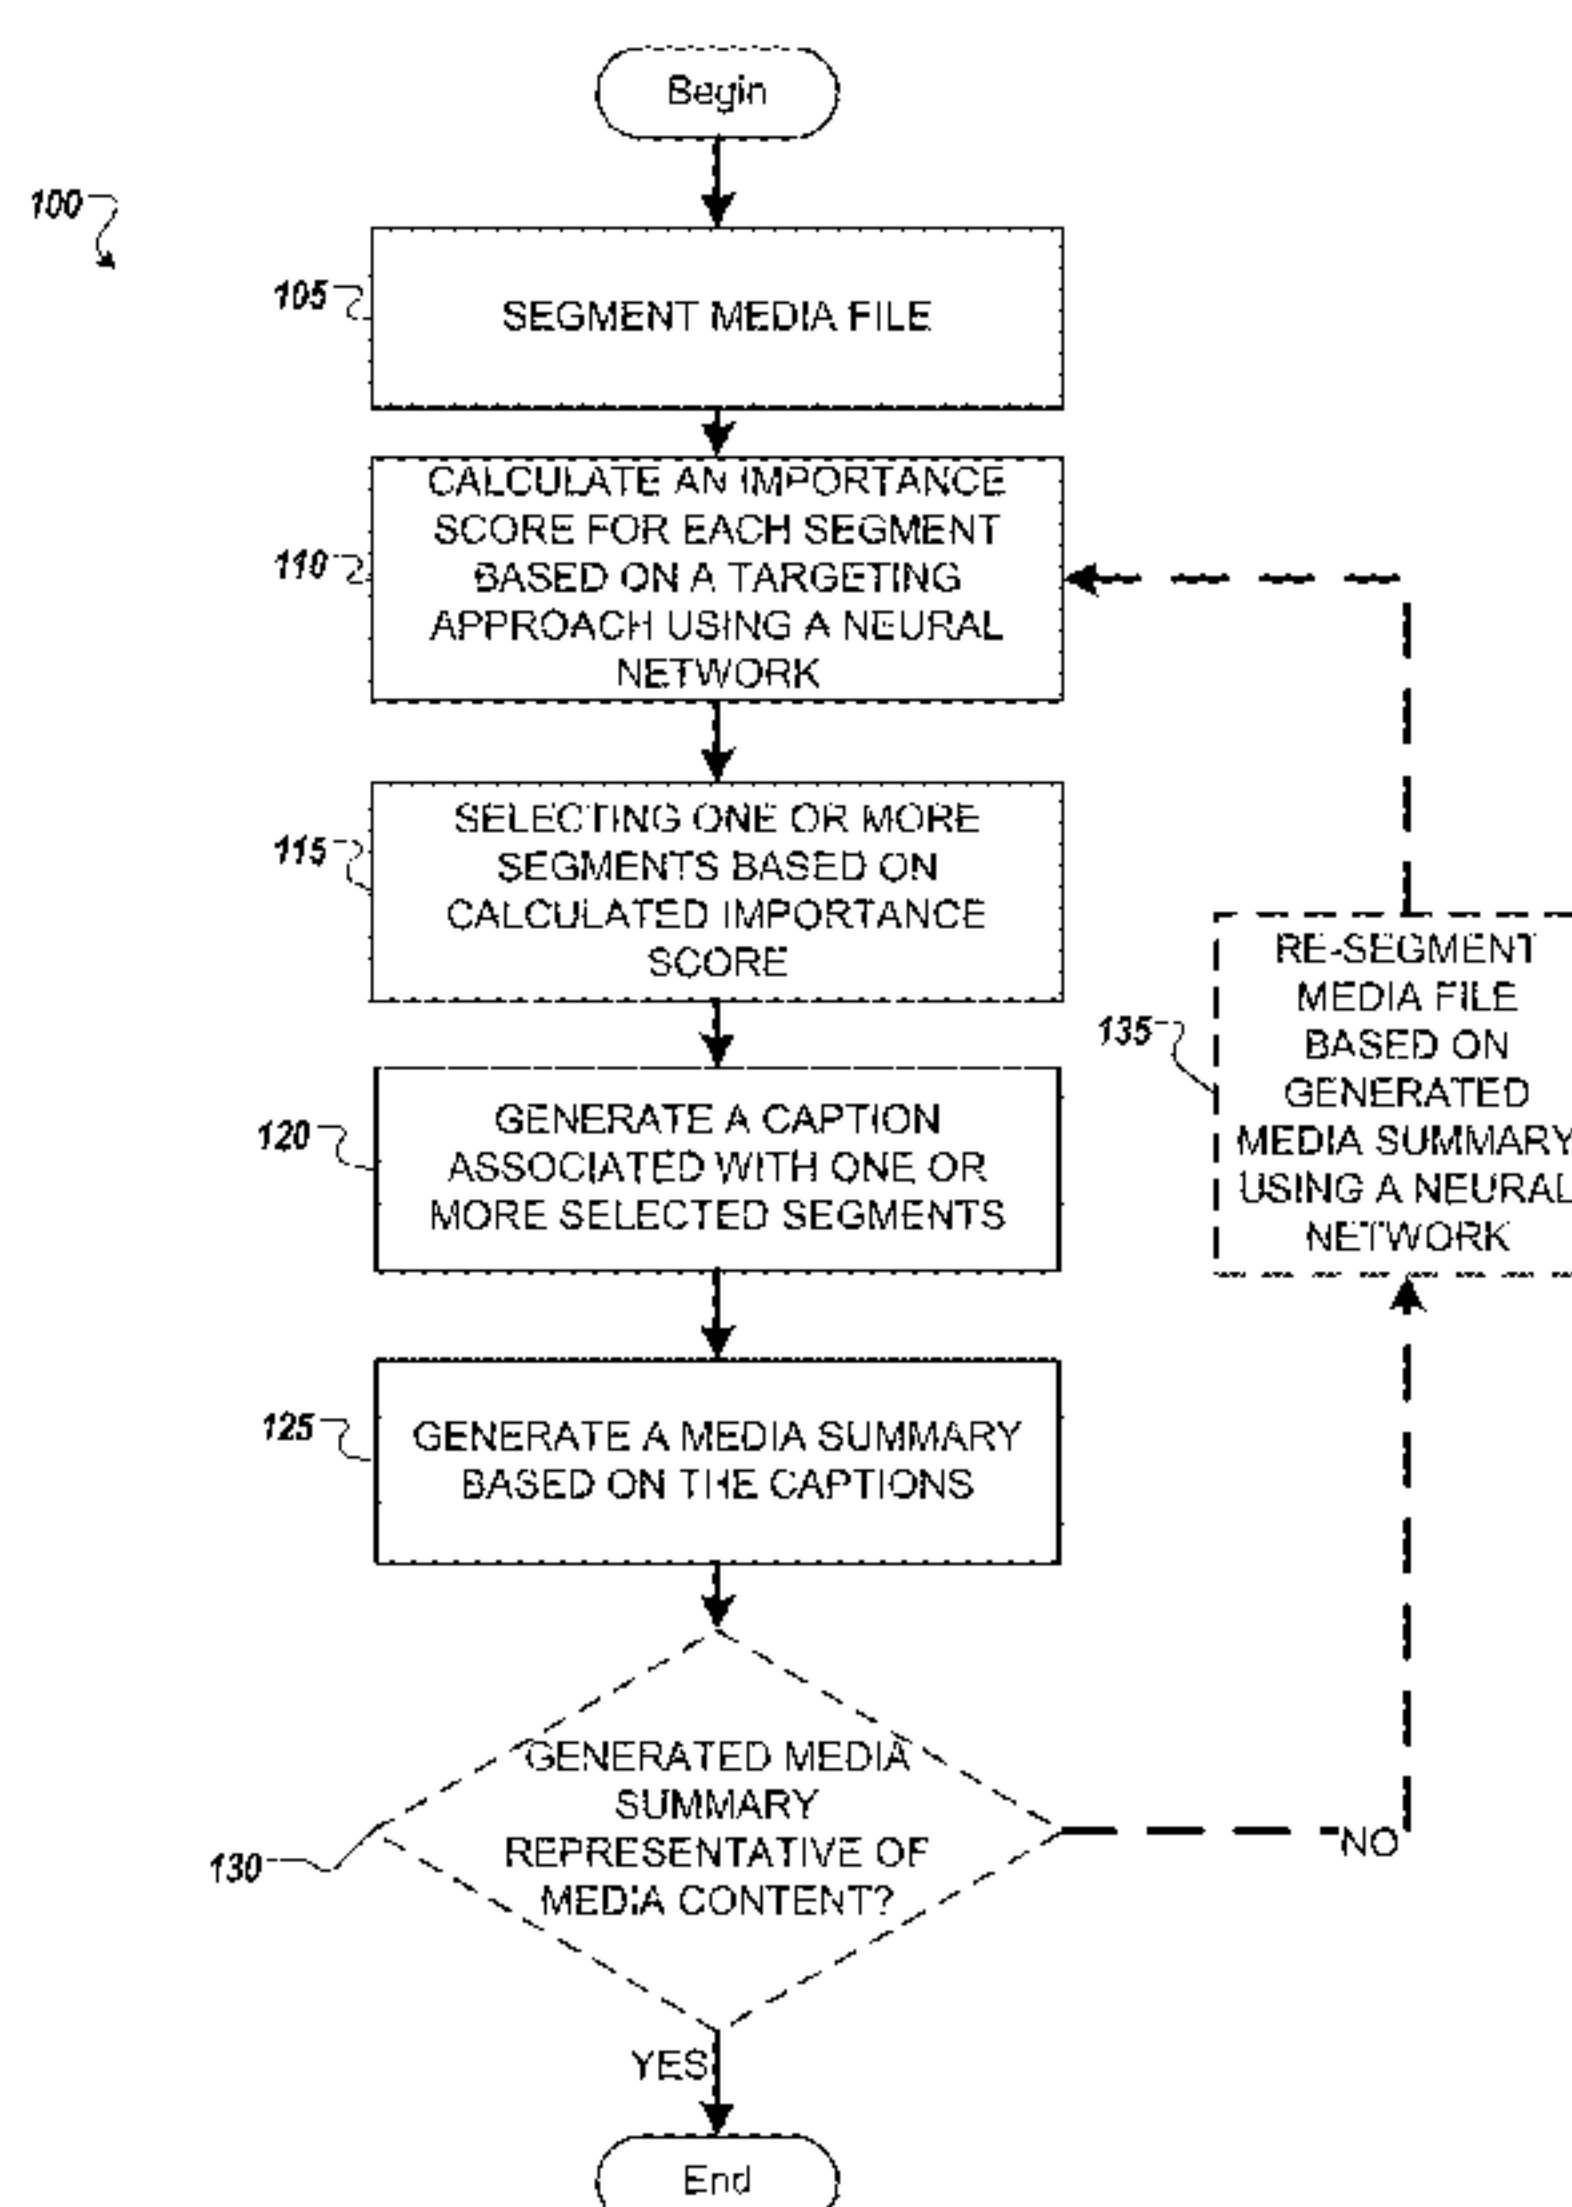 Begin
100
105
SEGMENT MEDIA FILE
110
CALCULATE AN IMPORTANCE
SCORE FOR EACH SEGMENT
BASED ON A TARGETING
APPROACH USING A NEURAL
NETWORK
115
SELECTING ONE OR MORE
SEGMENTS BASED ON
CALCULATED IMPORTANCE
SCORE
120
GENERATE A CAPTION
ASSOCIATED WITH ONE OR
MORE SELECTED SEGMENTS
135
RE-SEGMENT
MEDIA FILE
BASED ON
GENERATED
MEDIA SUMMARY
USING A NEURAL
NETWORK
125
GENERATE A MEDIA SUMMARY
BASED ON THE CAPTIONS
130
GENERATED MEDIA
SUMMARY
REPRESENTATIVE OF
MEDIA CONTENT?
NO
YES
End